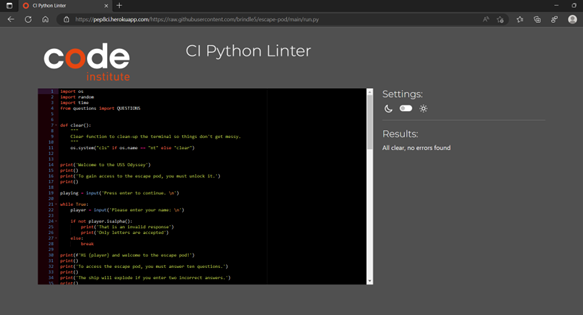 CI Python Linter
https://pep8ci.herokuapp.com/https://raw.githubusercontent.com/brindle5/escape-pod/main/run.py
code
institute
CI Python Linter
1 import os
2 import random
3 import time
4 from questions import QUESTIONS
5
6
7 def clear():
8 """
9 Clear function to clean-up the terminal so things don't get messy.
10 """
11 os.system("cls" if os.name == "nt" else "clear")
12
13
14 print('Welcome to the USS Odyssey')
15 print()
16 print('To gain access to the escape pod, you must unlock it.')
17 print()
18
19 playing = input('Press enter to continue. \n')
20
21 while True:
22 player = input('Please enter your name: \n')
23
24 if not player.isalpha():
25 print('That is an invalid response')
26 print('Only letters are accepted')
27 else:
28 break
29
30 print(f'Hi {player} and welcome to the escape pod!')
31 print()
32 print('To access the escape pod, you must answer ten questions.')
33 print()
34 print('The ship will explode if you enter two incorrect answers.')
35 print()
Settings:
Results:
All clear, no errors found